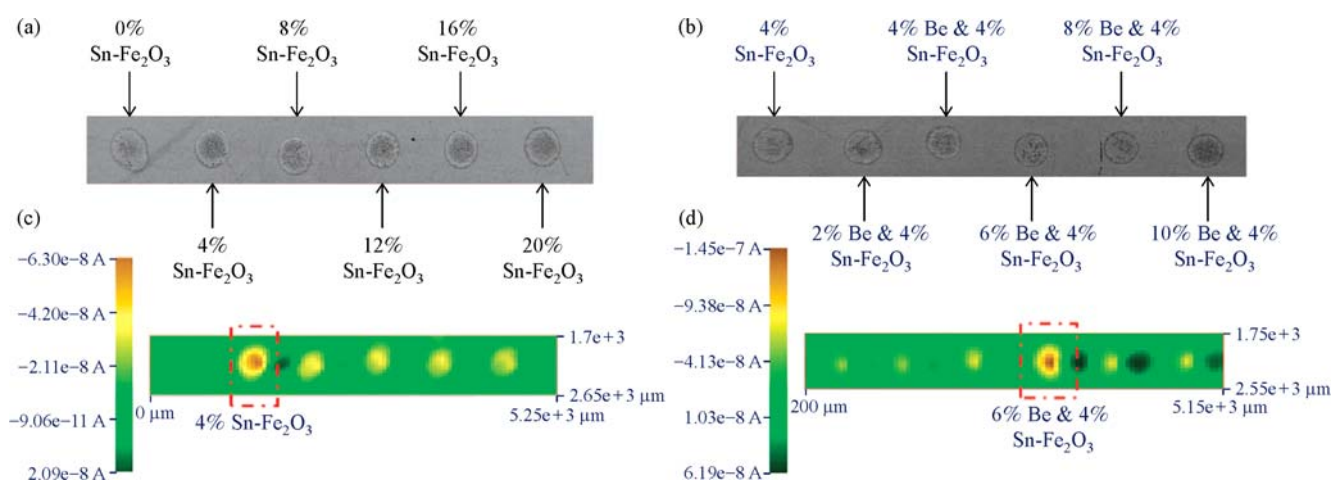 (a)
0%
Sn-Fe₂O₃
8%
Sn-Fe₂O₃
16%
Sn-Fe₂O₃
4%
Sn-Fe₂O₃
12%
Sn-Fe₂O₃
20%
Sn-Fe₂O₃
(b)
4%
Sn-Fe₂O₃
4% Be & 4%
Sn-Fe₂O₃
8% Be & 4%
Sn-Fe₂O₃
2% Be & 4%
Sn-Fe₂O₃
6% Be & 4%
Sn-Fe₂O₃
10% Be & 4%
Sn-Fe₂O₃
(c)
−6.30e−8 A
−4.20e−8 A
−2.11e−8 A
−9.06e−11 A
2.09e−8 A
1.7e+3
2.65e+3 μm
0 μm
5.25e+3 μm
4% Sn-Fe₂O₃
(d)
−1.45e−7 A
−9.38e−8 A
−4.13e−8 A
1.03e−8 A
6.19e−8 A
1.75e+3
2.55e+3 μm
200 μm
5.15e+3 μm
6% Be & 4%
Sn-Fe₂O₃